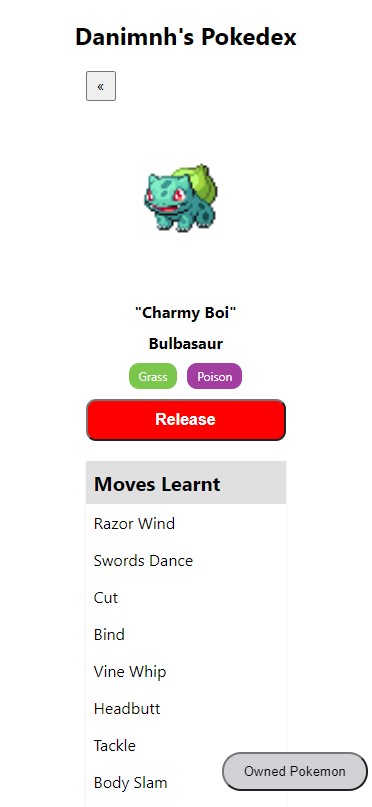 Danimnh's Pokedex
«
"Charmy Boi"
Bulbasaur
Grass Poison
Release
Moves Learnt
Razor Wind
Swords Dance
Cut
Bind
Vine Whip
Headbutt
Tackle
Body Slam
Owned Pokemon